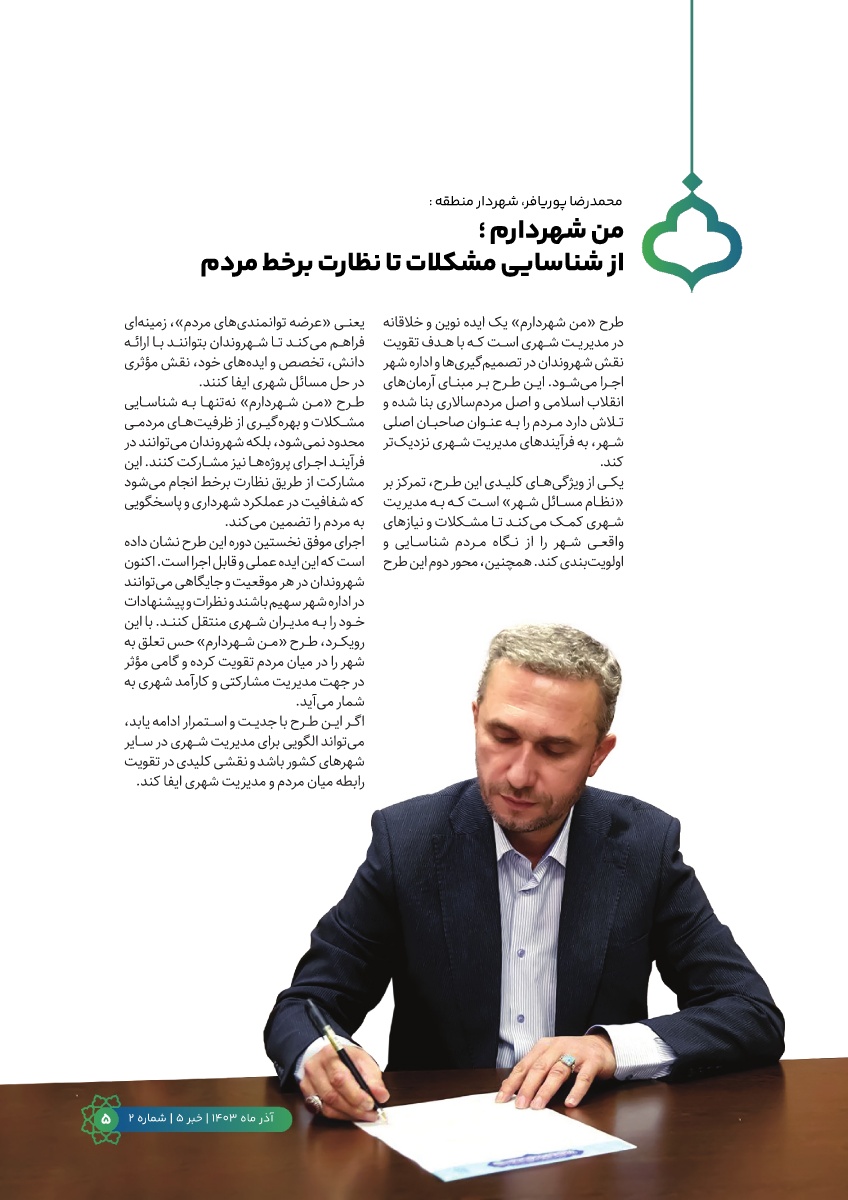 محمدرضا پوریافر، شهردار منطقه :
من شهردارم ؛
از شناسایی مشکلات تا نظارت برخط مردم
طرح «من شهردارم» یک ایده نوین و خلاقانه
در مدیریت شهری است که با هدف تقویت
نقش شهروندان در تصمیم‌گیری‌ها و اداره شهر
اجرا می‌شود. این طرح بر مبنای آرمان‌های
انقلاب اسلامی و اصل مردم‌سالاری بنا شده و
تلاش دارد مردم را به عنوان صاحبان اصلی
شهر، به فرآیندهای مدیریت شهری نزدیک‌تر
کند.
یکی از ویژگی‌های کلیدی این طرح، تمرکز بر
«نظام مسائل شهر» است که به مدیریت
شهری کمک می‌کند تا مشکلات و نیازهای
واقعی شهر را از نگاه مردم شناسایی و
اولویت‌بندی کند. همچنین، محور دوم این طرح
یعنی «عرضه توانمندی‌های مردم»، زمینه‌ای
فراهم می‌کند تا شهروندان بتوانند با ارائه
دانش، تخصص و ایده‌های خود، نقش مؤثری
در حل مسائل شهری ایفا کنند.
طرح «من شهردارم» نه‌تنها به شناسایی
مشکلات و بهره‌گیری از ظرفیت‌های مردمی
محدود نمی‌شود، بلکه شهروندان می‌توانند در
فرآیند اجرای پروژه‌ها نیز مشارکت کنند. این
مشارکت از طریق نظارت برخط انجام می‌شود
که شفافیت در عملکرد شهرداری و پاسخگویی
به مردم را تضمین می‌کند.
اجرای موفق نخستین دوره این طرح نشان داده
است که این ایده عملی و قابل اجرا است. اکنون
شهروندان در هر موقعیت و جایگاهی می‌توانند
در اداره شهر سهیم باشند و نظرات و پیشنهادات
خود را به مدیران شهری منتقل کنند. با این
رویکرد، طرح «من شهردارم» حس تعلق به
شهر را در میان مردم تقویت کرده و گامی مؤثر
در جهت مدیریت مشارکتی و کارآمد شهری به
شمار می‌آید.
اگر این طرح با جدیت و استمرار ادامه یابد،
می‌تواند الگویی برای مدیریت شهری در سایر
شهرهای کشور باشد و نقشی کلیدی در تقویت
رابطه میان مردم و مدیریت شهری ایفا کند.
آذر ماه ۱۴۰۳ | خبر ۵ | شماره ۲
۵